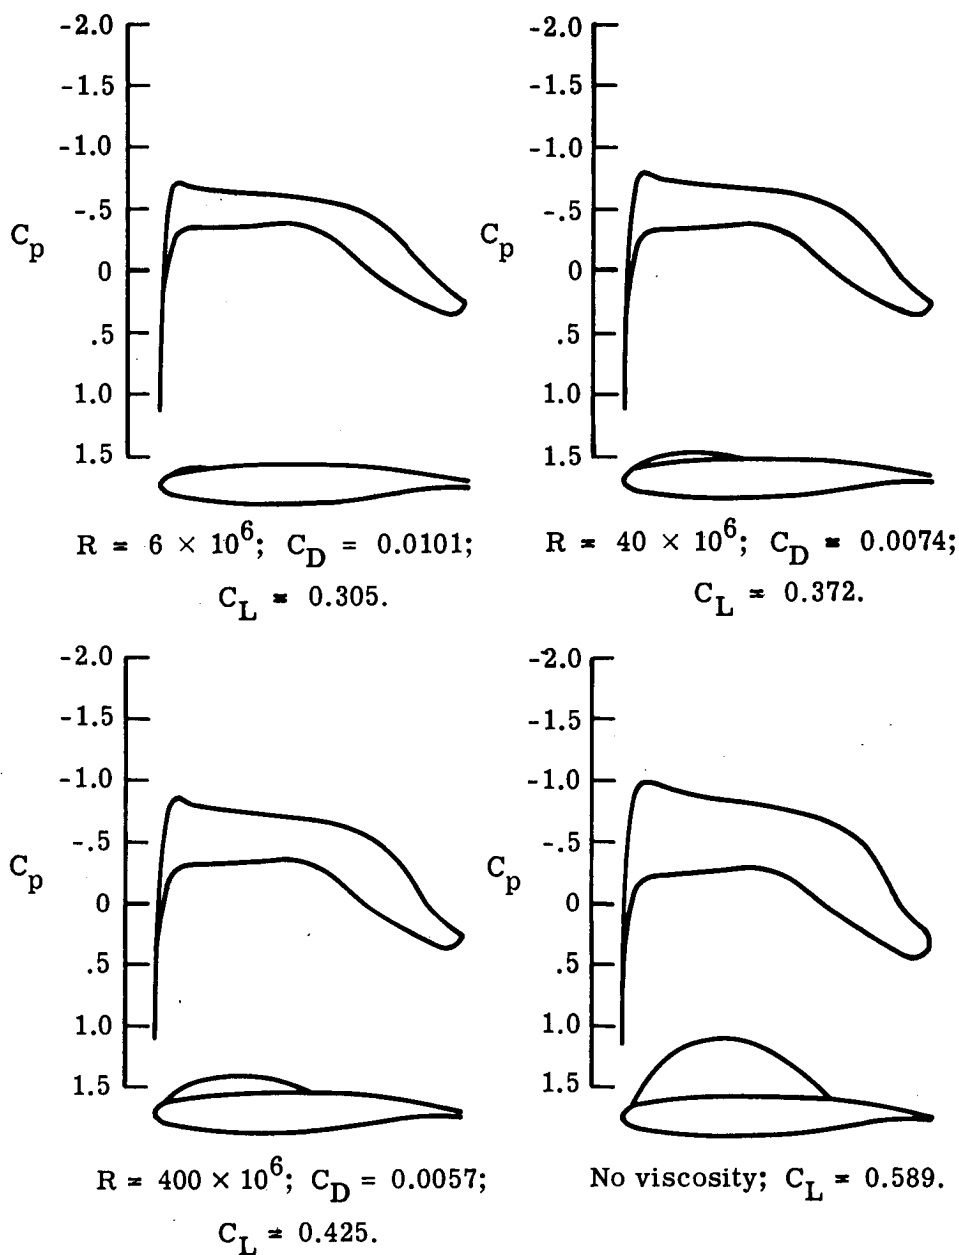 -2.0
-1.5
-1.0
-.5
0
.5
1.0
1.5
Cp
R = 6 × 10^6; CD = 0.0101;
CL = 0.305.
-2.0
-1.5
-1.0
-.5
0
.5
1.0
1.5
Cp
R = 40 × 10^6; CD = 0.0074;
CL = 0.372.
-2.0
-1.5
-1.0
-.5
0
.5
1.0
1.5
Cp
R = 400 × 10^6; CD = 0.0057;
CL = 0.425.
-2.0
-1.5
-1.0
-.5
0
.5
1.0
1.5
Cp
No viscosity; CL = 0.589.